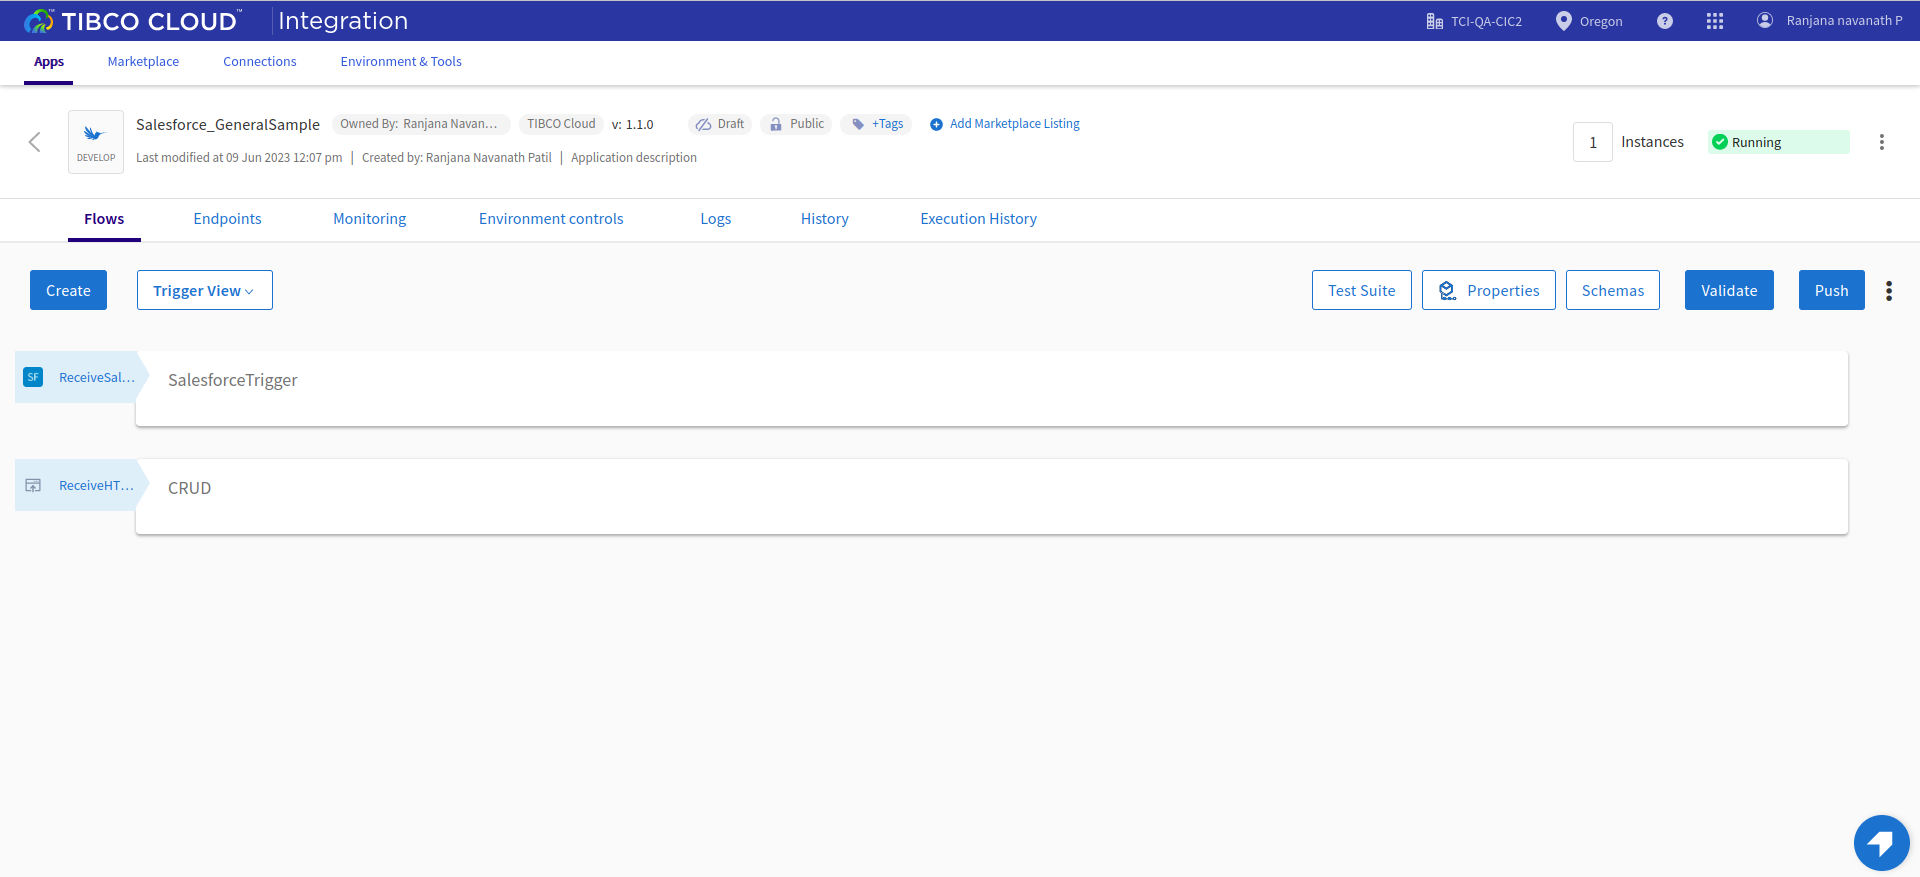 TIBCO CLOUD™ Integration TCI-QA-CIC2 Oregon ? Ranjana navanath P
Apps Marketplace Connections Environment & Tools
DEVELOP
Salesforce_GeneralSample Owned By: Ranjana Navan... TIBCO Cloud v: 1.1.0 Draft Public +Tags Add Marketplace Listing
Last modified at 09 Jun 2023 12:07 pm | Created by: Ranjana Navanath Patil | Application description
1 Instances Running
Flows Endpoints Monitoring Environment controls Logs History Execution History
Create Trigger View Test Suite Properties Schemas Validate Push
SF ReceiveSal... SalesforceTrigger
ReceiveHT... CRUD